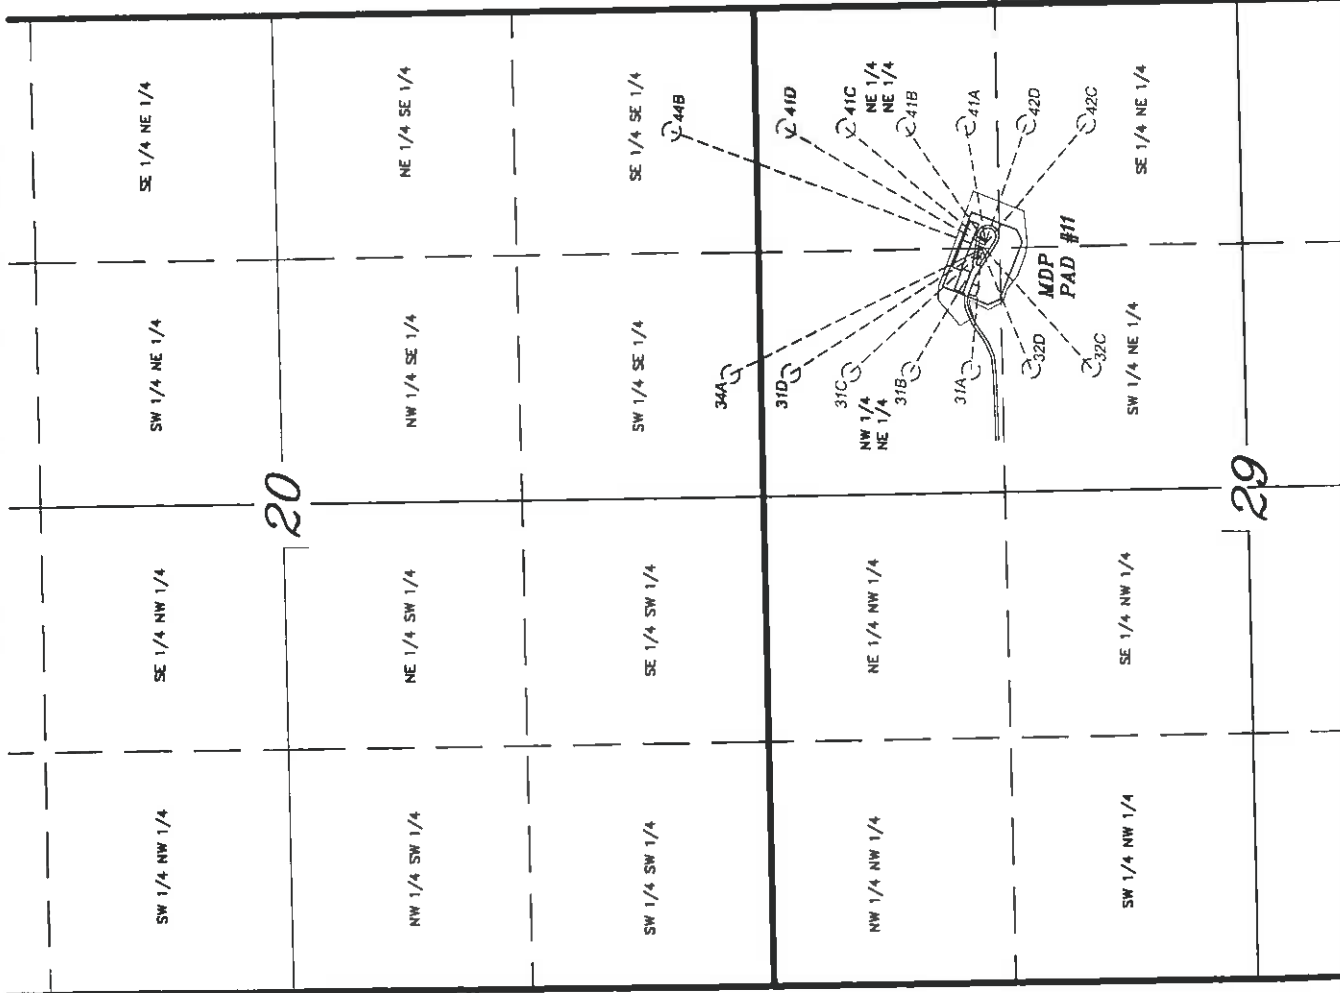 SE 1/4 NE 1/4
SW 1/4 NE 1/4
SE 1/4 NW 1/4
SW 1/4 NW 1/4
20
NE 1/4 SE 1/4
NW 1/4 SE 1/4
NE 1/4 SW 1/4
NW 1/4 SW 1/4
SE 1/4 SE 1/4
SW 1/4 SE 1/4
SE 1/4 SW 1/4
SW 1/4 SW 1/4
44B
34A
41D
41C
NE 1/4
NE 1/4
41B
41A
42D
42C
31D
31C
NW 1/4
NE 1/4
31B
31A
32D
32C
MDP
PAD #11
NE 1/4 NW 1/4
NW 1/4 NW 1/4
SE 1/4 NE 1/4
SW 1/4 NE 1/4
SE 1/4 NW 1/4
SW 1/4 NW 1/4
29